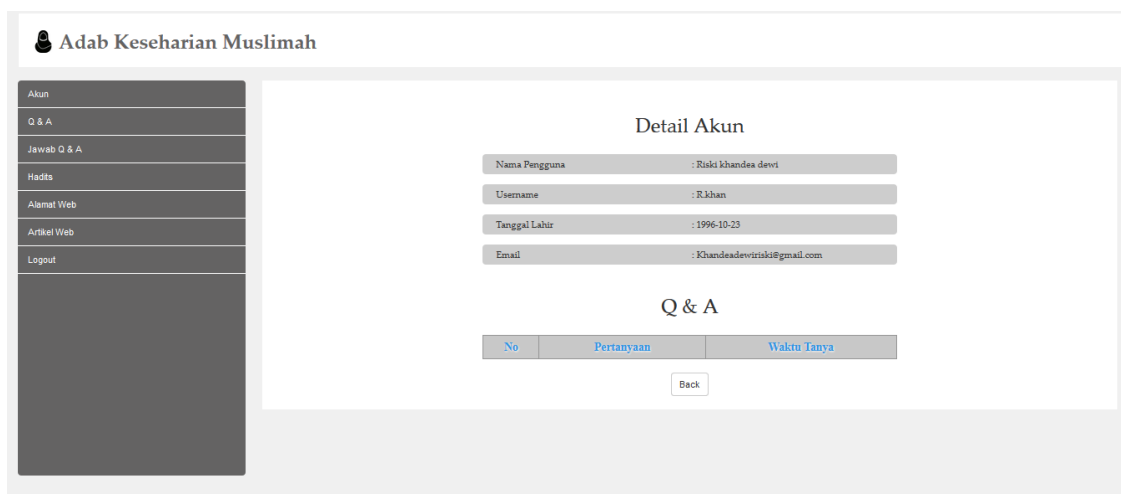 Adab Keseharian Muslimah
Akun
Q & A
Jawab Q & A
Hadits
Alamat Web
Artikel Web
Logout
Detail Akun
Nama Pengguna : Riski khandea dewi
Username : R.khan
Tanggal Lahir : 1996-10-23
Email : Khandeadewiriski@gmail.com
Q & A
No Pertanyaan Waktu Tanya
Back